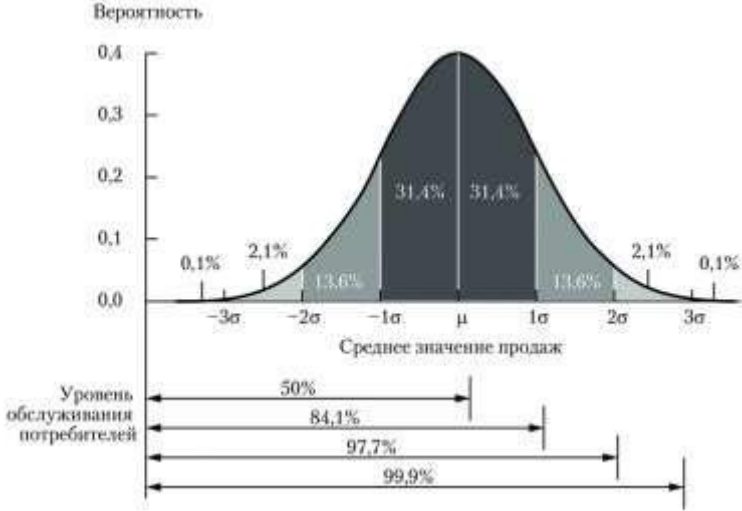 Вероятность
0,4
0,3
0,2
0,1
0,0
31,4% 31,4%
2,1% 2,1%
0,1% 0,1%
13,6% 13,6%
−3σ −2σ −1σ μ 1σ 2σ 3σ
Среднее значение продаж
Уровень
обслуживания
потребителей
50%
84,1%
97,7%
99,9%